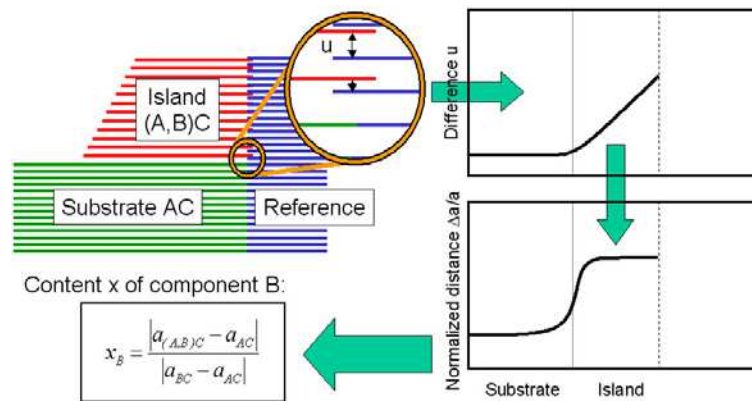 Island
(A,B)C
u
Substrate AC
Reference
Difference u
Normalized distance Δa/a
Substrate
Island
Content x of component B:
x_B = |a_(A,B)C − a_AC| / |a_BC − a_AC|